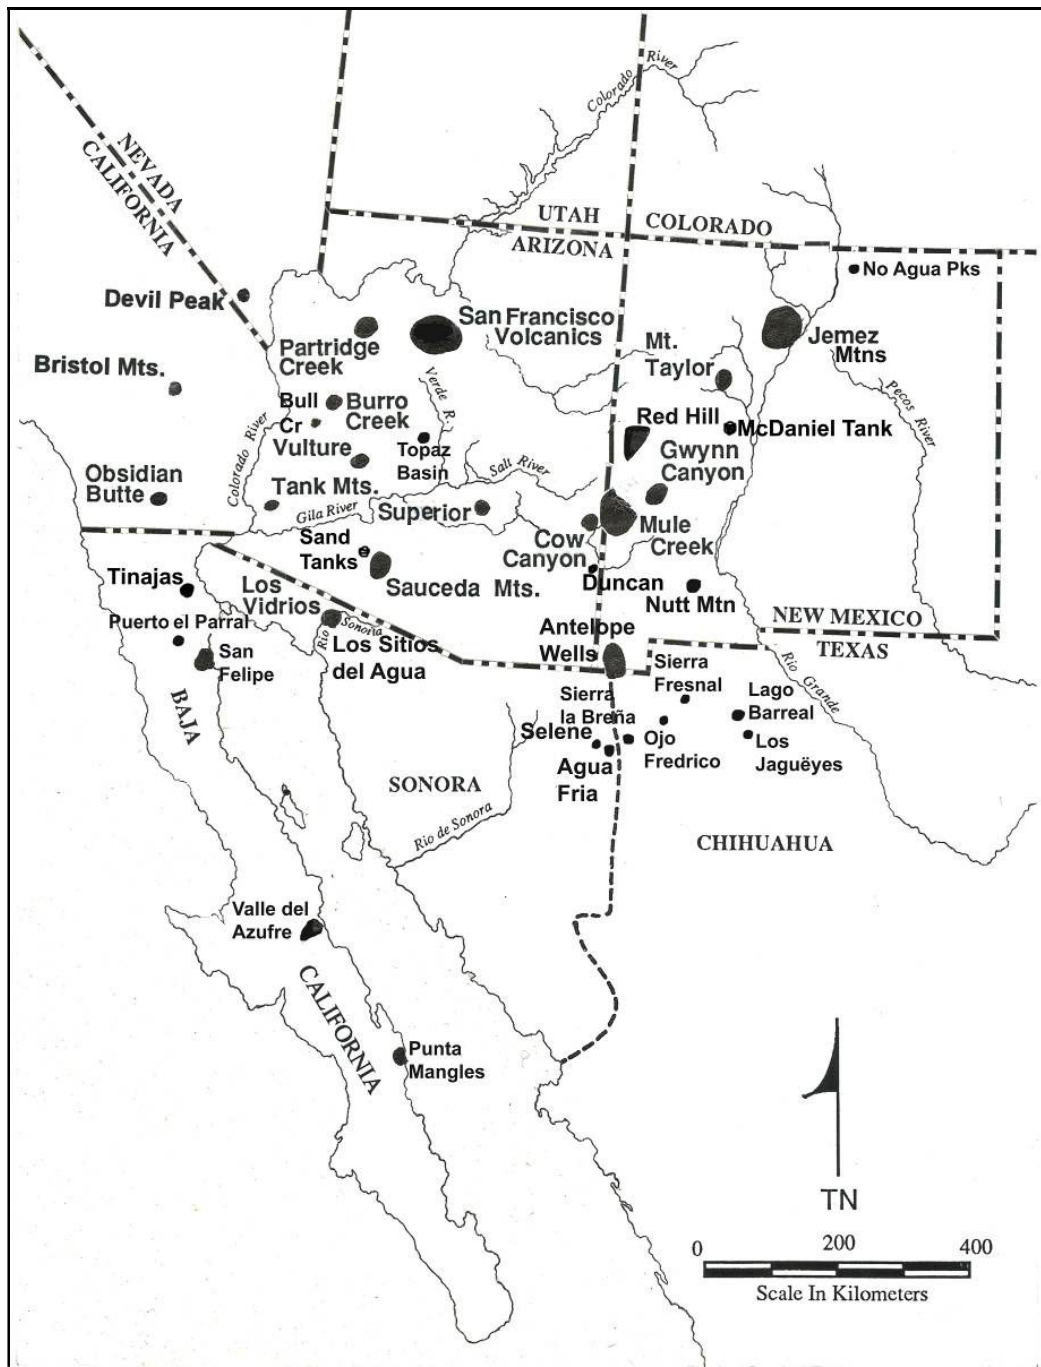 NEVADA
CALIFORNIA
Colorado
River
UTAH
COLORADO
ARIZONA
No Agua Pks
Devil Peak
San Francisco
Volcanics
Partridge
Creek
Mt.
Taylor
Jemez
Mtns
Bristol Mts.
Verde R.
Pecos River
Bull
Cr
Burro
Creek
Red Hill
McDaniel Tank
Colorado River
Vulture
Topaz
Basin
Gwynn
Canyon
Obsidian
Butte
Tank Mts.
Salt River
Gila River
Superior
Mule
Creek
Sand
Tanks
Cow
Canyon
Tinajas
Los
Vidrios
Sauceda Mts.
Duncan
Nutt Mtn
Puerto el Parral
Rio Sonoita
NEW MEXICO
TEXAS
San
Felipe
Los Sitios
del Agua
Antelope
Wells
Sierra
Fresnal
Rio Grande
BAJA
Sierra
la Breña
Lago
Barreal
Selene
Ojo
Fredrico
Los
Jaguëyes
Agua
Fria
SONORA
Rio de Sonora
CHIHUAHUA
Valle del
Azufre
CALIFORNIA
Punta
Mangles
TN
0 200 400
Scale In Kilometers